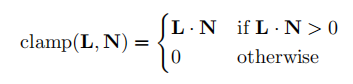 clamp(L, N) = { L · N if L · N > 0
0 otherwise